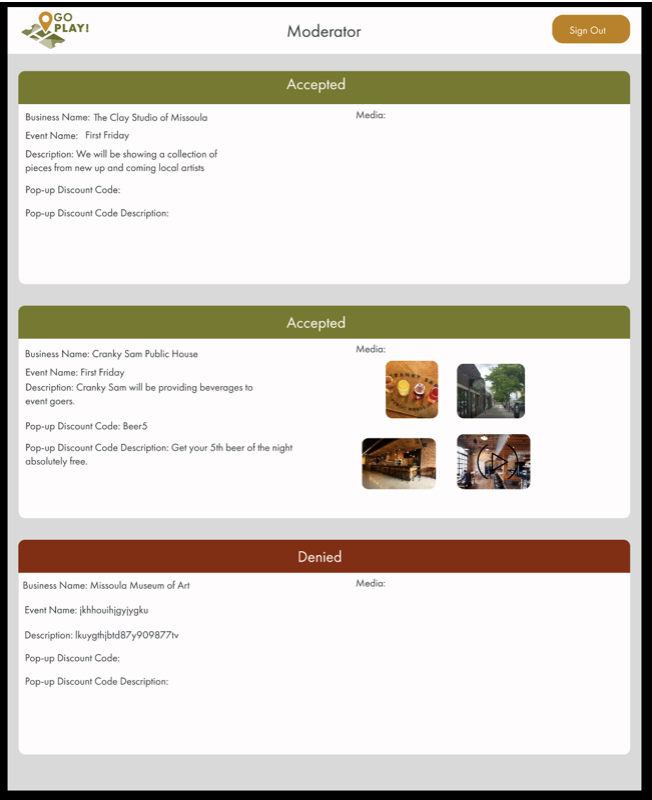 GO
PLAY!
Moderator
Sign Out
Accepted
Business Name: The Clay Studio of Missoula
Media:
Event Name: First Friday
Description: We will be showing a collection of
pieces from new up and coming local artists
Pop-up Discount Code:
Pop-up Discount Code Description:
Accepted
Business Name: Cranky Sam Public House
Media:
Event Name: First Friday
Description: Cranky Sam will be providing beverages to
event goers.
Pop-up Discount Code: Beer5
Pop-up Discount Code Description: Get your 5th beer of the night
absolutely free.
Denied
Business Name: Missoula Museum of Art
Media:
Event Name: jkhhouihjgyjygku
Description: lkuygthjbtd87y909877tv
Pop-up Discount Code:
Pop-up Discount Code Description: